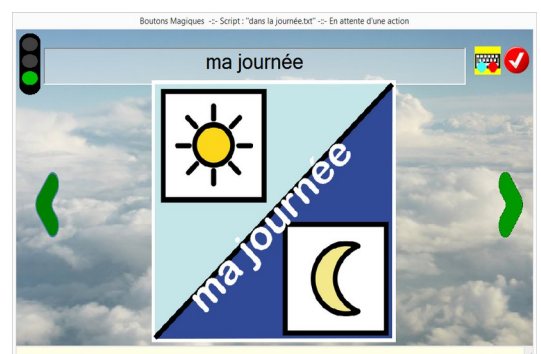 Boutons Magiques -:- Script : "dans la journée.txt" -:- En attente d'une action
ma journée
ma journée